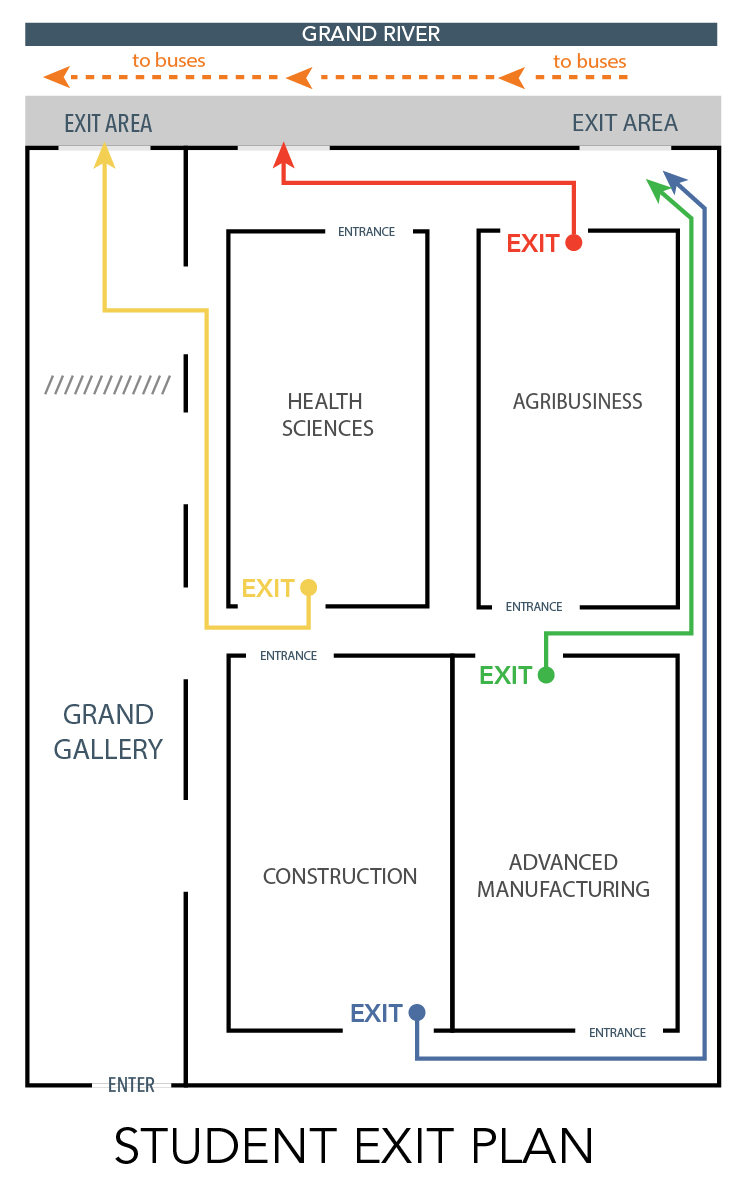 GRAND RIVER
to buses
to buses
EXIT AREA
EXIT AREA
ENTRANCE
EXIT
HEALTH
SCIENCES
AGRIBUSINESS
EXIT
ENTRANCE
ENTRANCE
EXIT
GRAND
GALLERY
CONSTRUCTION
ADVANCED
MANUFACTURING
EXIT
ENTRANCE
ENTER
STUDENT EXIT PLAN